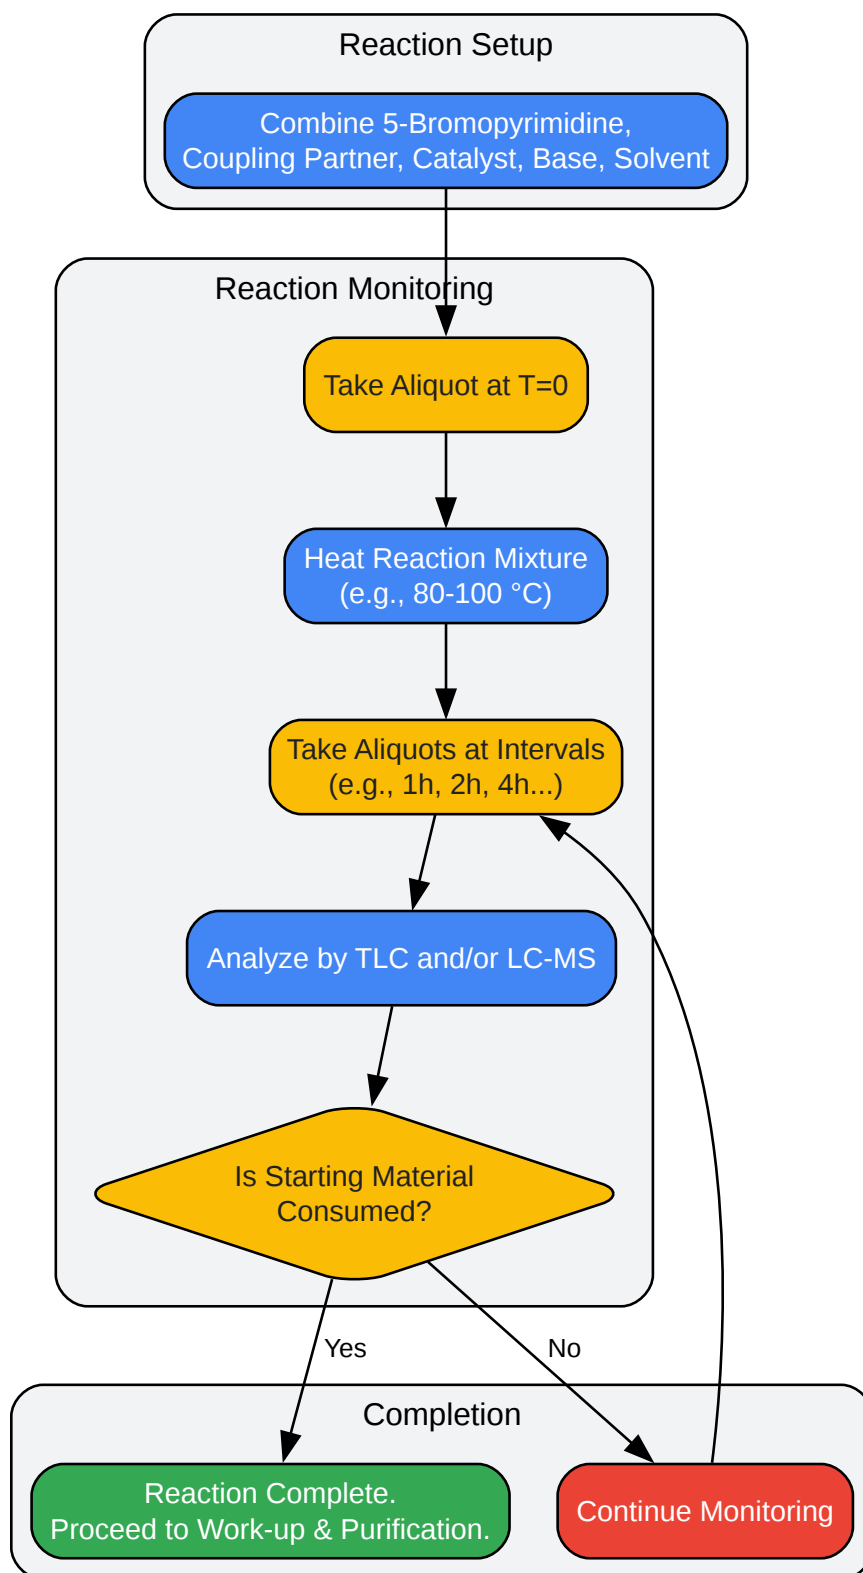 Reaction Setup
Combine 5-Bromopyrimidine,
Coupling Partner, Catalyst, Base, Solvent
Reaction Monitoring
Take Aliquot at T=0
Heat Reaction Mixture
(e.g., 80-100 °C)
Take Aliquots at Intervals
(e.g., 1h, 2h, 4h...)
Analyze by TLC and/or LC-MS
Is Starting Material
Consumed?
Yes
No
Completion
Reaction Complete.
Proceed to Work-up & Purification.
Continue Monitoring